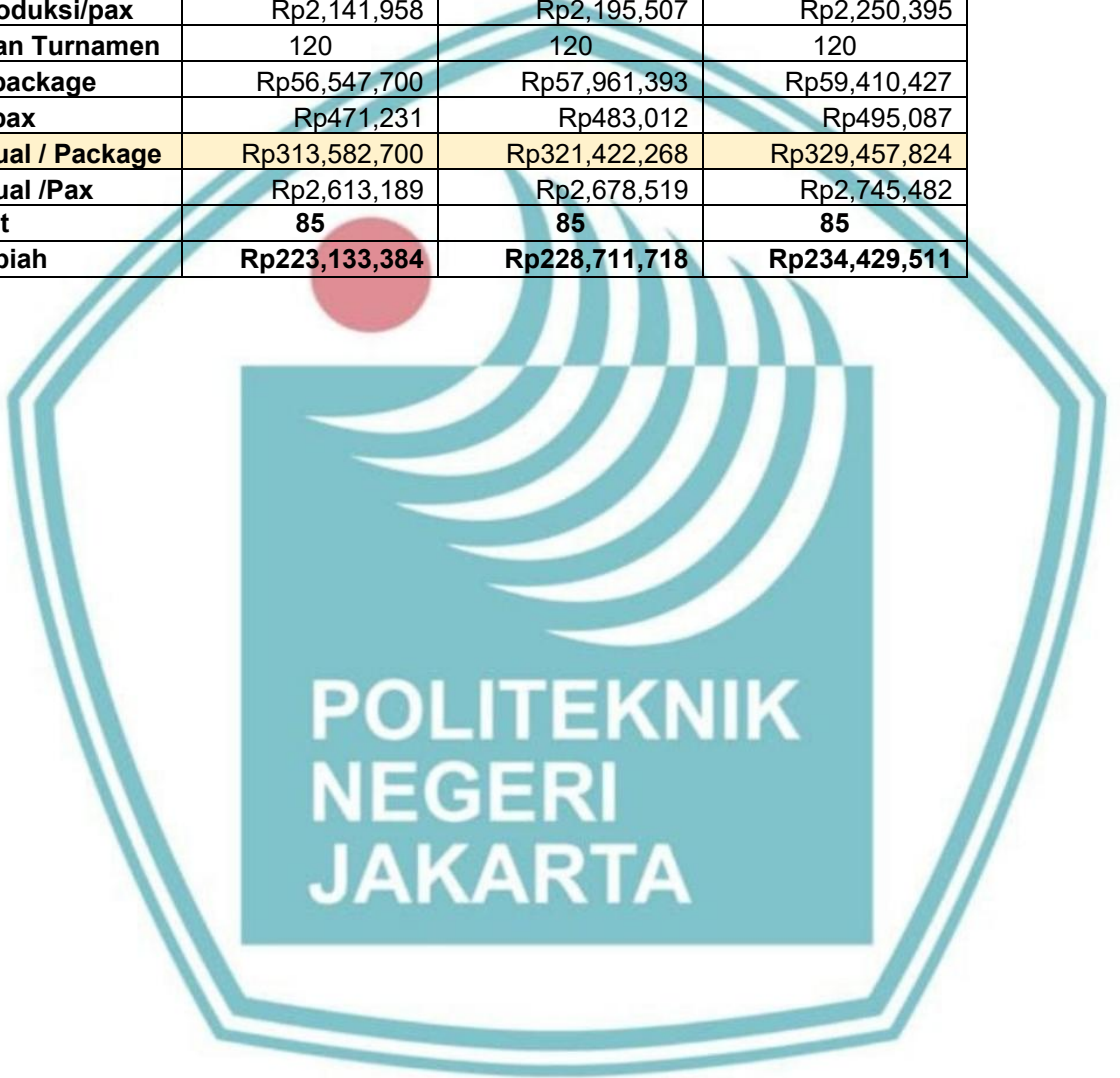 oduksi/pax Rp2,141,958 Rp2,195,507 Rp2,250,395
an Turnamen 120 120 120
package Rp56,547,700 Rp57,961,393 Rp59,410,427
pax Rp471,231 Rp483,012 Rp495,087
ual / Package Rp313,582,700 Rp321,422,268 Rp329,457,824
ual /Pax Rp2,613,189 Rp2,678,519 Rp2,745,482
t 85 85 85
piah Rp223,133,384 Rp228,711,718 Rp234,429,511
POLITEKNIK
NEGERI
JAKARTA